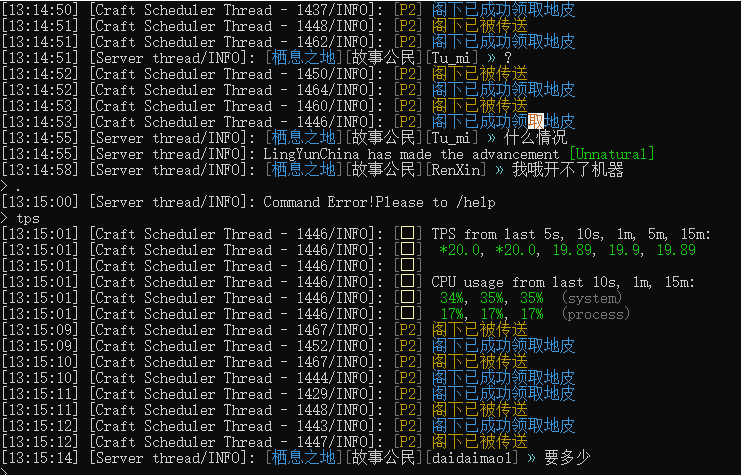 [13:14:50] [Craft Scheduler Thread - 1437/INFO]: [P2] 阁下已成功领取地皮
[13:14:51] [Craft Scheduler Thread - 1448/INFO]: [P2] 阁下已被传送
[13:14:51] [Craft Scheduler Thread - 1462/INFO]: [P2] 阁下已成功领取地皮
[13:14:51] [Server thread/INFO]: [栖息之地][故事公民][Tu_mi] » ?
[13:14:52] [Craft Scheduler Thread - 1450/INFO]: [P2] 阁下已被传送
[13:14:52] [Craft Scheduler Thread - 1464/INFO]: [P2] 阁下已成功领取地皮
[13:14:53] [Craft Scheduler Thread - 1460/INFO]: [P2] 阁下已被传送
[13:14:53] [Craft Scheduler Thread - 1446/INFO]: [P2] 阁下已成功领取地皮
[13:14:55] [Server thread/INFO]: [栖息之地][故事公民][Tu_mi] » 什么情况
[13:14:55] [Server thread/INFO]: LingYunChina has made the advancement [Unnatural]
[13:14:58] [Server thread/INFO]: [栖息之地][故事公民][RenXin] » 我哦开不了机器
> .
[13:15:00] [Server thread/INFO]: Command Error!Please to /help
> tps
[13:15:01] [Craft Scheduler Thread - 1446/INFO]: [□] TPS from last 5s, 10s, 1m, 5m, 15m:
[13:15:01] [Craft Scheduler Thread - 1446/INFO]: [□] *20.0, *20.0, 19.89, 19.9, 19.89
[13:15:01] [Craft Scheduler Thread - 1446/INFO]: [□]
[13:15:01] [Craft Scheduler Thread - 1446/INFO]: [□] CPU usage from last 10s, 1m, 15m:
[13:15:01] [Craft Scheduler Thread - 1446/INFO]: [□] 34%, 35%, 35% (system)
[13:15:01] [Craft Scheduler Thread - 1446/INFO]: [□] 17%, 17%, 17% (process)
[13:15:09] [Craft Scheduler Thread - 1467/INFO]: [P2] 阁下已被传送
[13:15:09] [Craft Scheduler Thread - 1452/INFO]: [P2] 阁下已成功领取地皮
[13:15:10] [Craft Scheduler Thread - 1467/INFO]: [P2] 阁下已被传送
[13:15:10] [Craft Scheduler Thread - 1444/INFO]: [P2] 阁下已成功领取地皮
[13:15:11] [Craft Scheduler Thread - 1429/INFO]: [P2] 阁下已成功领取地皮
[13:15:11] [Craft Scheduler Thread - 1448/INFO]: [P2] 阁下已被传送
[13:15:12] [Craft Scheduler Thread - 1443/INFO]: [P2] 阁下已成功领取地皮
[13:15:12] [Craft Scheduler Thread - 1447/INFO]: [P2] 阁下已被传送
[13:15:14] [Server thread/INFO]: [栖息之地][故事公民][daidaimao1] » 要多少
>